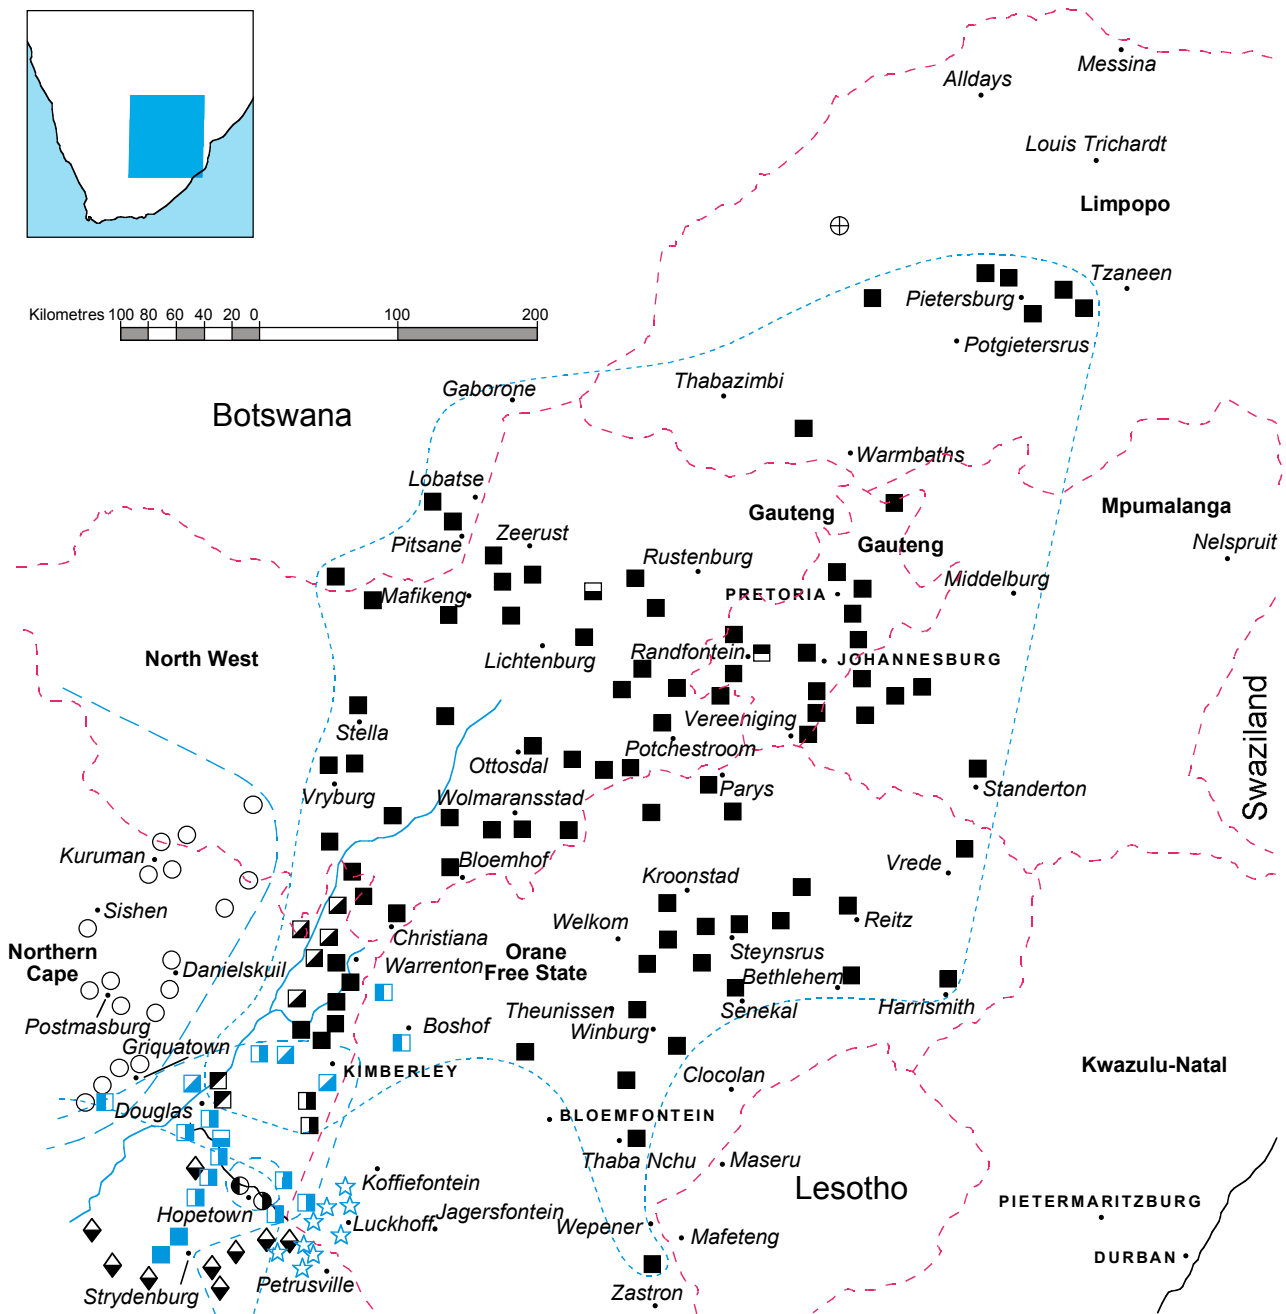 Messina
Alldays
Louis Trichardt
Limpopo
Tzaneen
Pietersburg
Kilometres 100 80 60 40 20 0 100 200
Potgietersrus
Thabazimbi
Gaborone
Botswana
Warmbaths
Lobatse
Mpumalanga
Gauteng
Zeerust
Pitsane
Gauteng
Nelspruit
Rustenburg
Middelburg
Mafikeng
PRETORIA
North West
Lichtenburg
Randfontein
JOHANNESBURG
Swaziland
Stella
Vereeniging
Potchestroom
Ottosdal
Vryburg
Parys
Standerton
Wolmaransstad
Kuruman
Bloemhof
Vrede
Kroonstad
Sishen
Welkom
Reitz
Christiana
Steynsrus
Northern
Cape
Orane
Free State
Danielskuil
Warrenton
Bethlehem
Postmasburg
Theunissen
Senekal
Harrismith
Boshof
Winburg
Griquatown
KIMBERLEY
Clocolan
Kwazulu-Natal
Douglas
BLOEMFONTEIN
Thaba Nchu
Maseru
Koffiefontein
Lesotho
PIETERMARITZBURG
Hopetown
Luckhoff
Jagersfontein
Wepener
Mafeteng
DURBAN
Petrusville
Strydenburg
Zastron